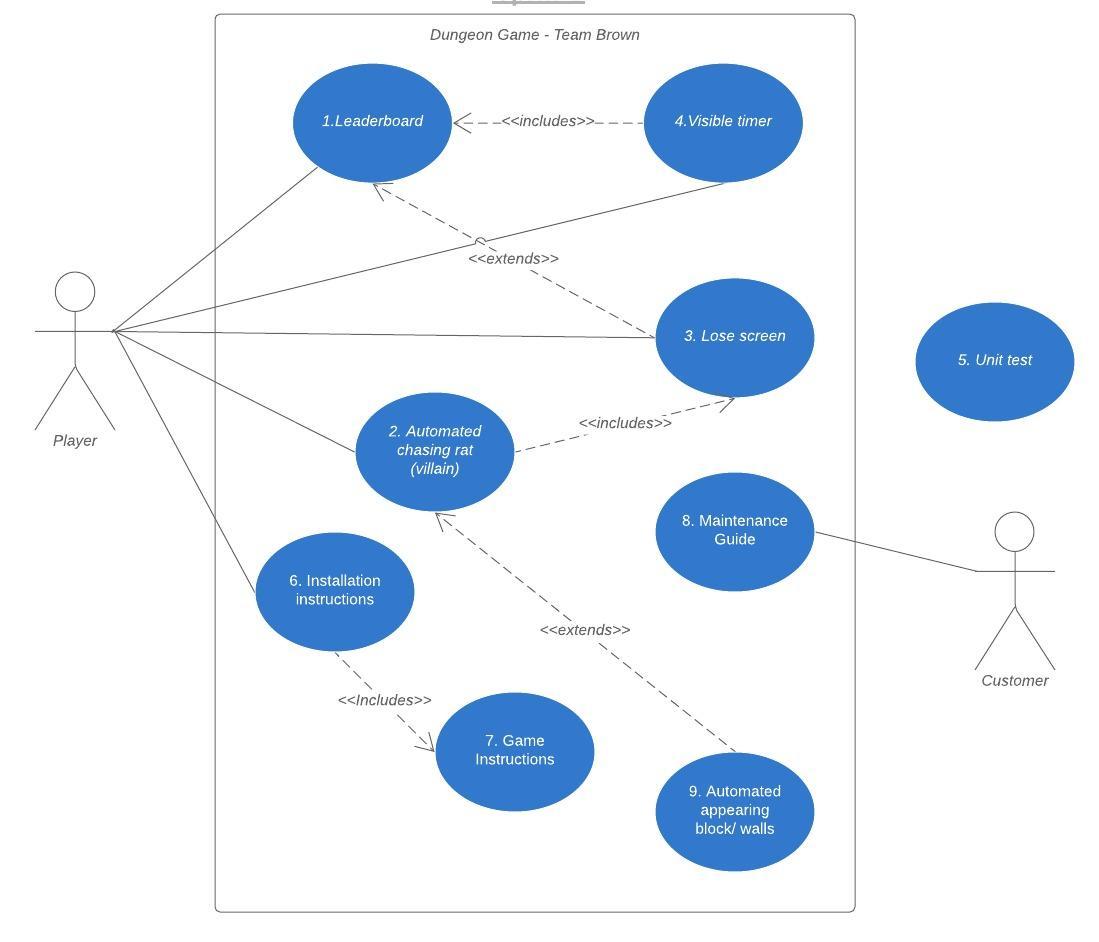 Dungeon Game - Team Brown
1.Leaderboard
<<includes>>
4.Visible timer
<<extends>>
3. Lose screen
5. Unit test
Player
2. Automated
chasing rat
(villain)
<<includes>>
8. Maintenance
Guide
6. Installation
instructions
<<extends>>
Customer
<<Includes>>
7. Game
Instructions
9. Automated
appearing
block/ walls